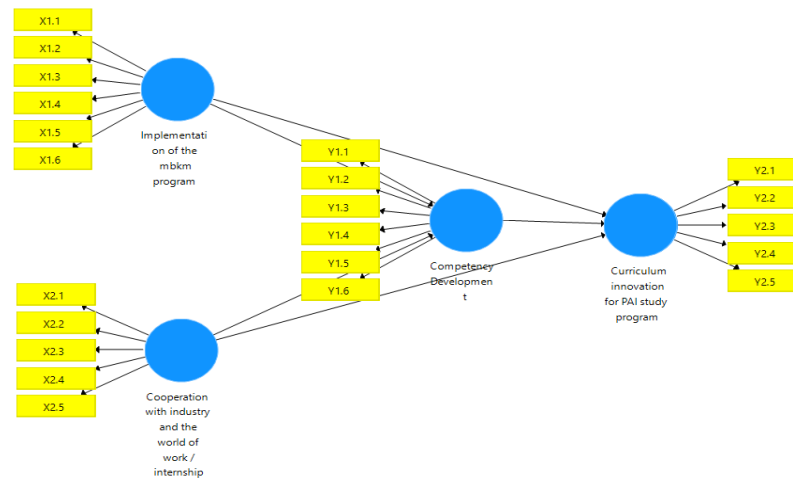 X1.1
X1.2
X1.3
X1.4
X1.5
X1.6
Implementati
on of the
mbkm
program
Y1.1
Y1.2
Y1.3
Y1.4
Y1.5
Y1.6
Competency
Developmen
t
Y2.1
Y2.2
Y2.3
Y2.4
Y2.5
Curriculum
innovation
for PAI study
program
X2.1
X2.2
X2.3
X2.4
X2.5
Cooperation
with industry
and the
world of
work /
internship